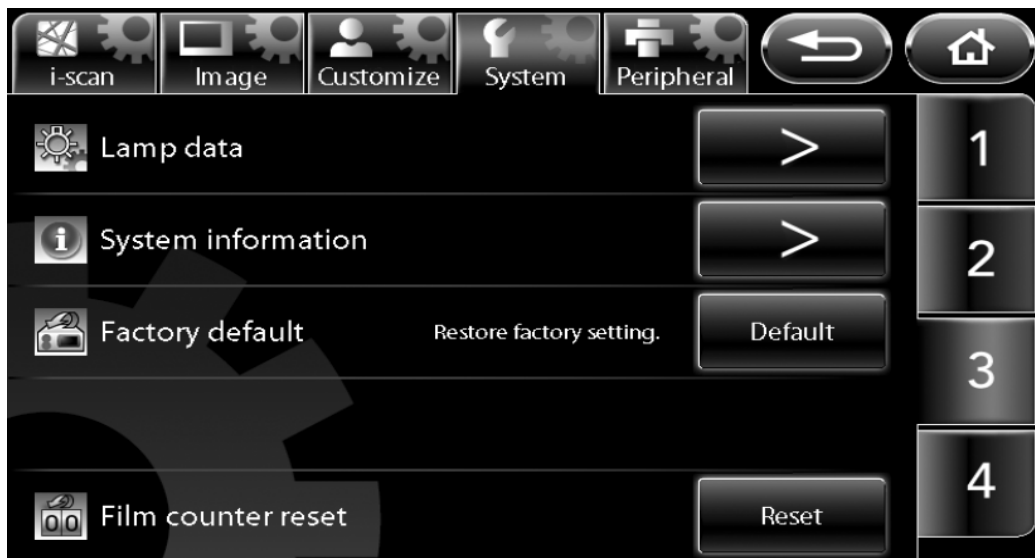 i-scan
Image
Customize
System
Peripheral
Lamp data
>
1
System information
>
2
Factory default
Restore factory setting.
Default
3
Film counter reset
00
Reset
4